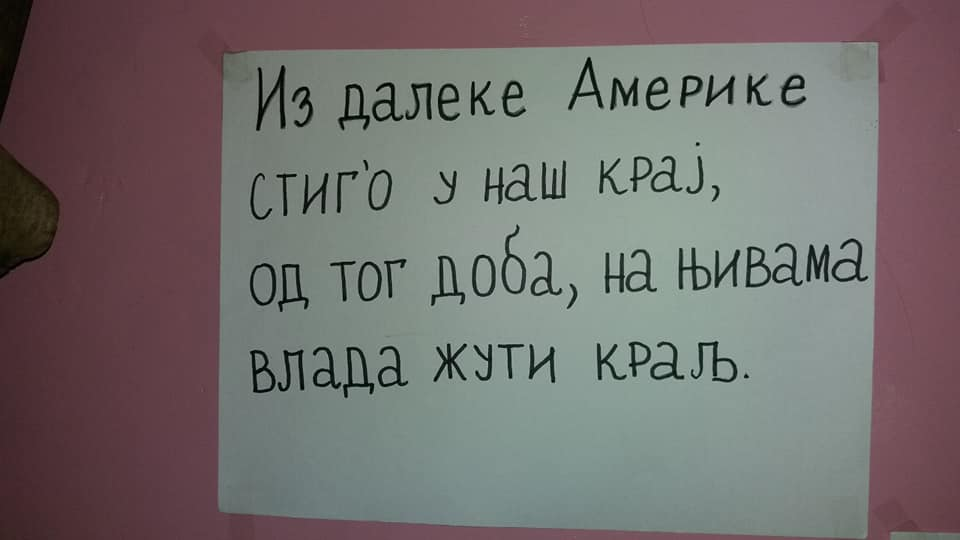 Из далеке Америке
стиг'о у наш крај,
од тог доба, на њивама
влада жути краљ.